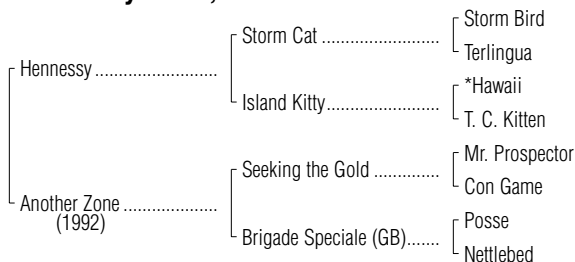 Storm Bird
Storm Cat ........................
Terlingua
Hennessy .........................
*Hawaii
Island Kitty.......................
T. C. Kitten
Mr. Prospector
Seeking the Gold .............
Con Game
Another Zone ...................
(1992)
Posse
Brigade Speciale (GB).......
Nettlebed